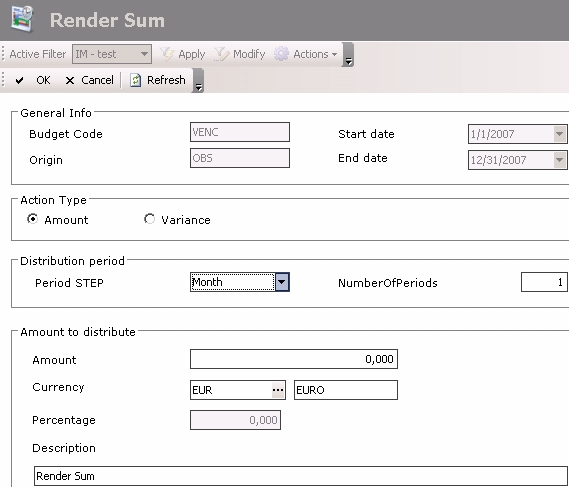 Render Sum
Active Filter IM - test Apply Modify Actions
OK Cancel Refresh
General Info
Budget Code VENC Start date 1/1/2007
Origin OBS End date 12/31/2007
Action Type
Amount Variance
Distribution period
Period STEP Month NumberOfPeriods 1
Amount to distribute
Amount 0,000
Currency EUR ... EURO
Percentage 0,000
Description
Render Sum